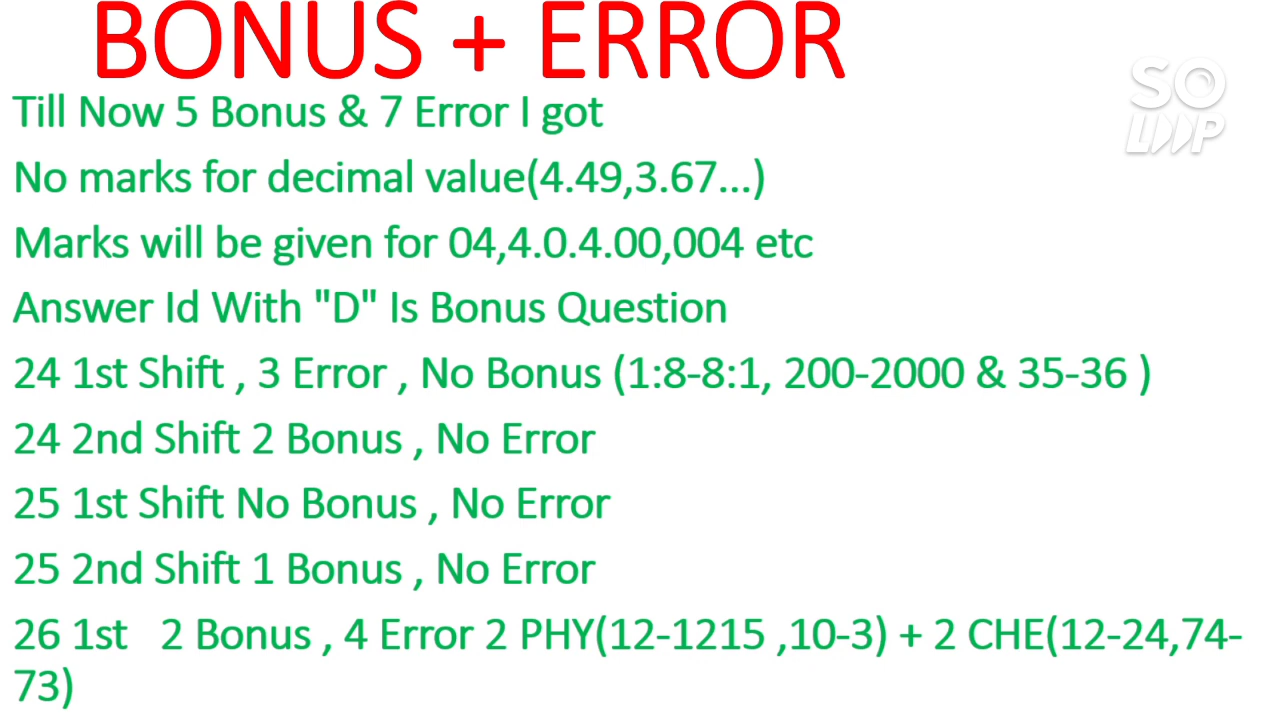 BONUS + ERROR
Till Now 5 Bonus & 7 Error I got
No marks for decimal value(4.49,3.67...)
Marks will be given for 04,4.0.4.00,004 etc
Answer Id With "D" Is Bonus Question
24 1st Shift , 3 Error , No Bonus (1:8-8:1, 200-2000 & 35-36 )
24 2nd Shift 2 Bonus , No Error
25 1st Shift No Bonus , No Error
25 2nd Shift 1 Bonus , No Error
26 1st 2 Bonus , 4 Error 2 PHY(12-1215 ,10-3) + 2 CHE(12-24,74-
73)
SO
LOOP